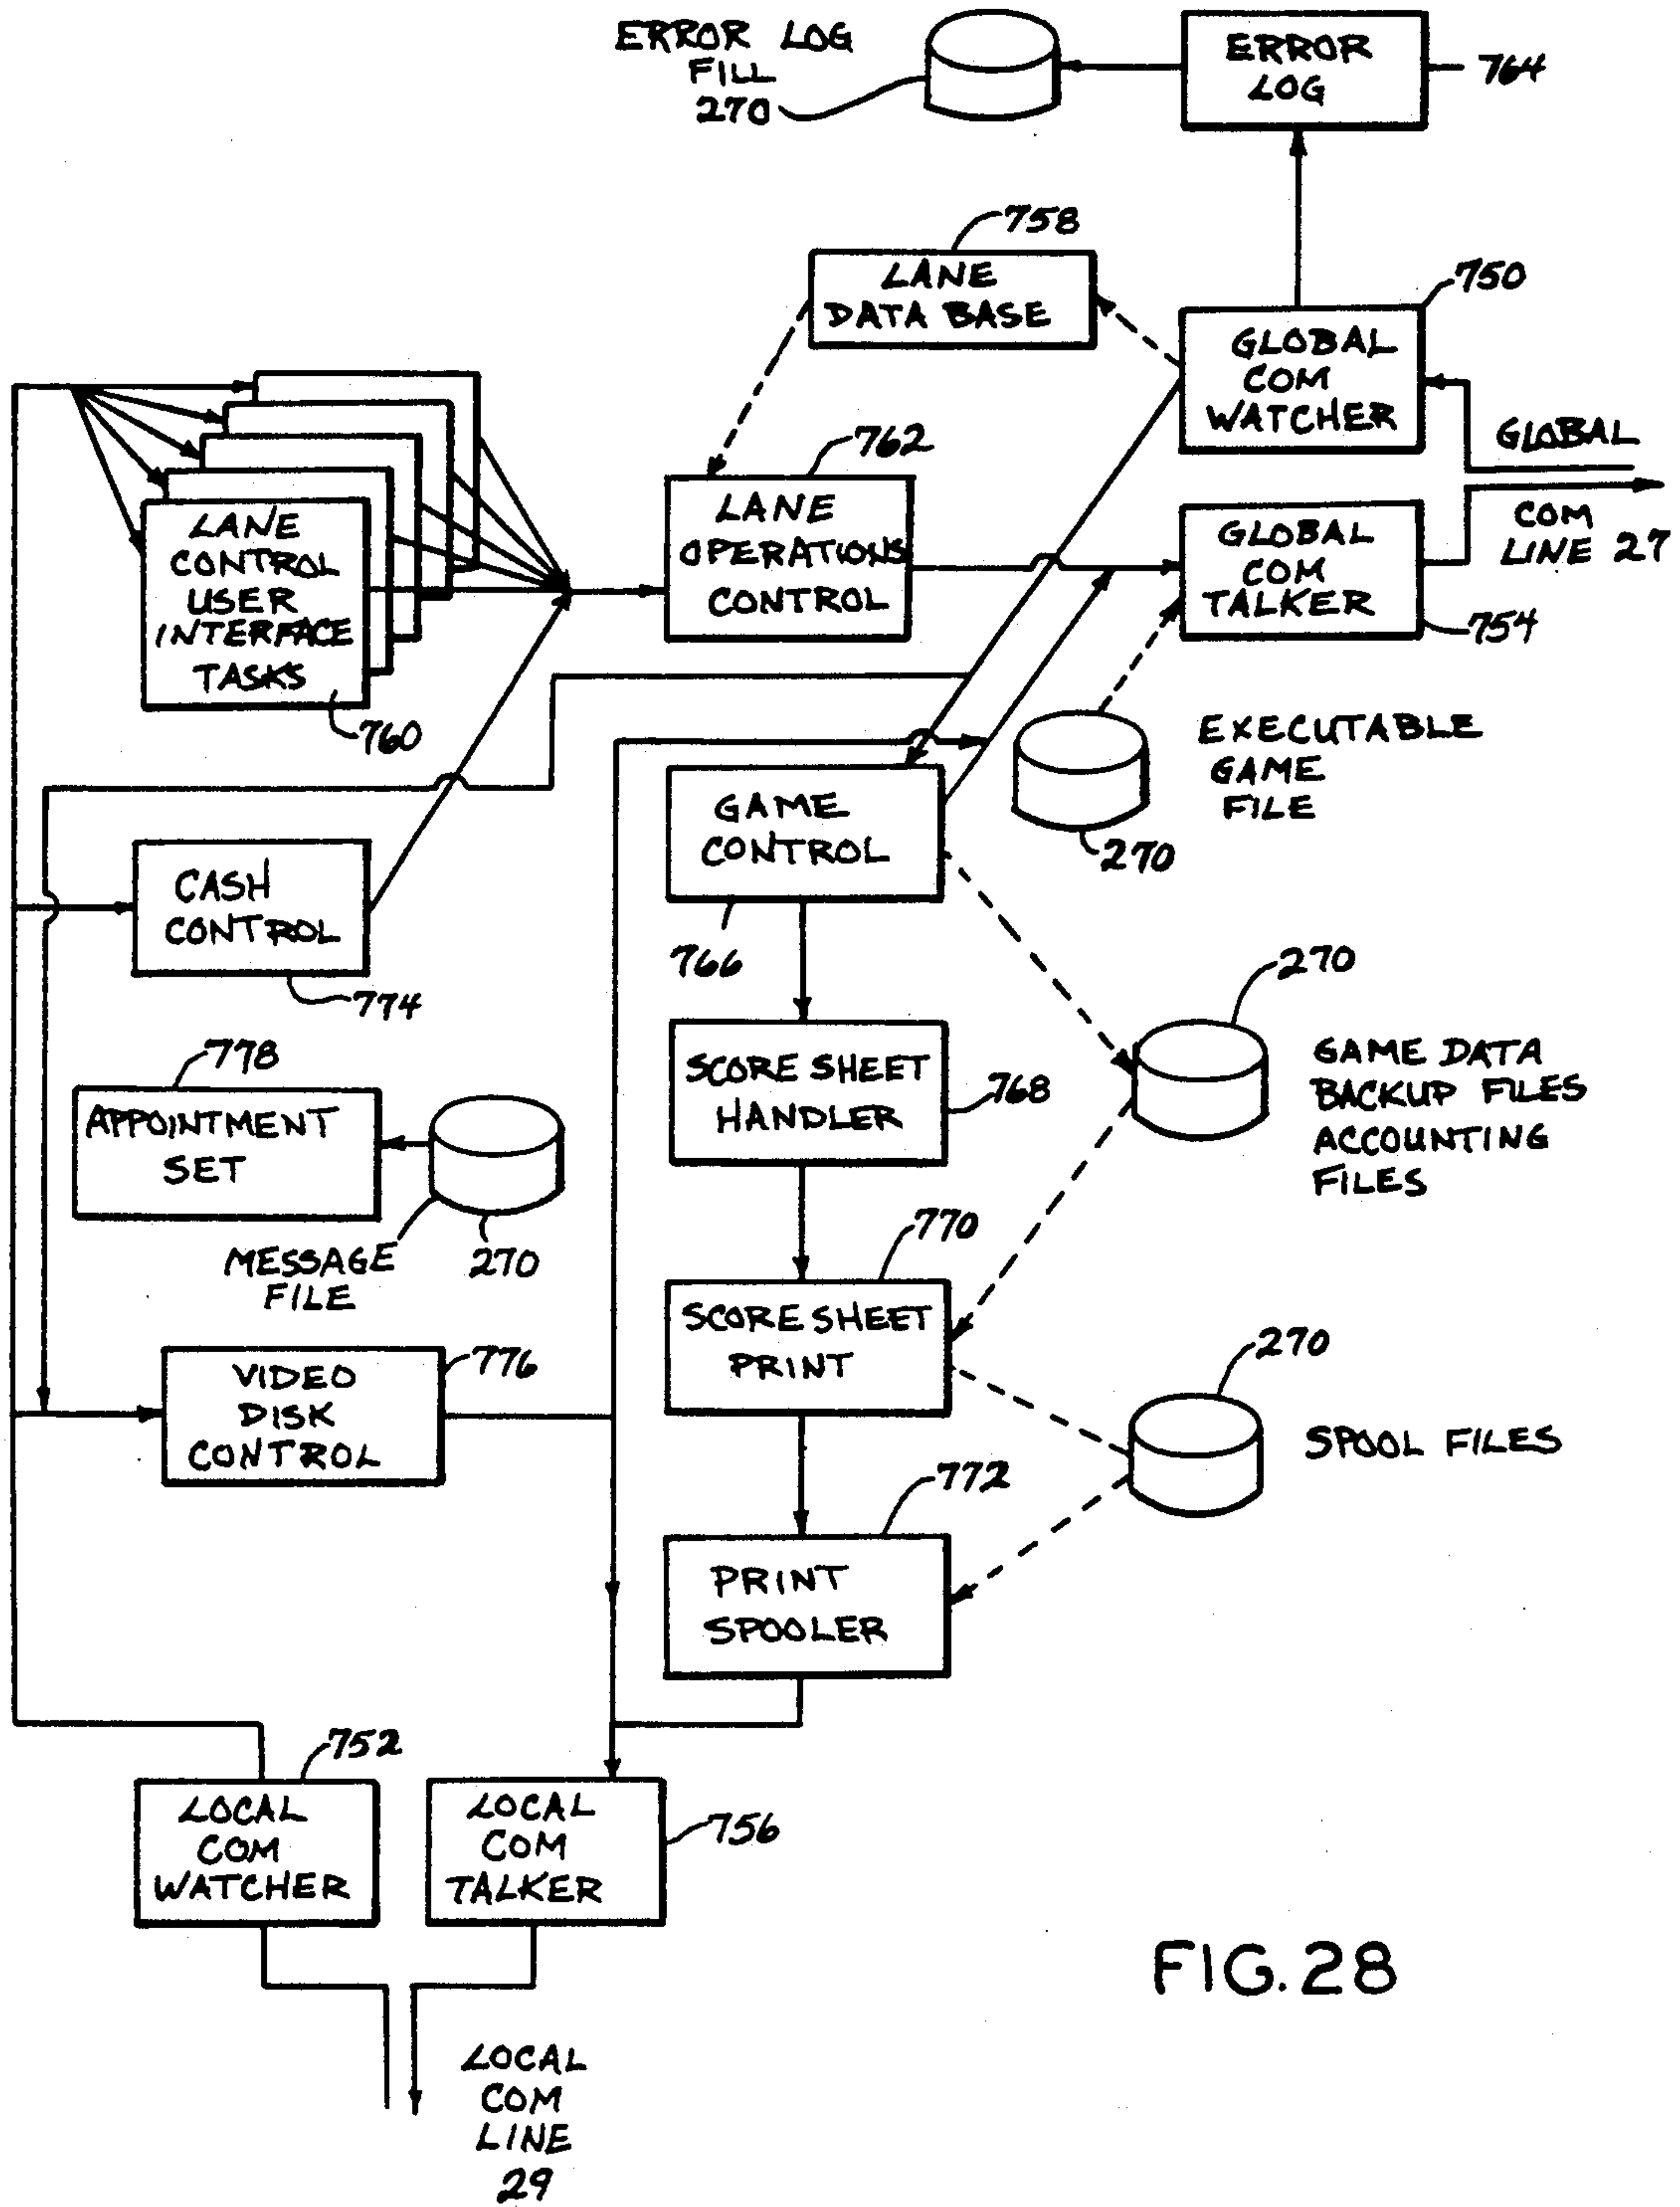 ERROR LOG
FILL
270
ERROR
LOG
764
758
LANE
DATA BASE
750
GLOBAL
COM
WATCHER
GLOBAL
COM
LINE 27
762
LANE
OPERATIONS
CONTROL
GLOBAL
COM
TALKER
754
LANE
CONTROL
USER
INTERFACE
TASKS
760
EXECUTABLE
GAME
FILE
270
GAME
CONTROL
766
CASH
CONTROL
774
270
GAME DATA
BACKUP FILES
ACCOUNTING
FILES
SCORE SHEET
HANDLER
768
778
APPOINTMENT
SET
MESSAGE
FILE
270
770
SCORE SHEET
PRINT
270
SPOOL FILES
776
VIDEO
DISK
CONTROL
772
PRINT
SPOOLER
752
LOCAL
COM
WATCHER
LOCAL
COM
TALKER
756
LOCAL
COM
LINE
29
FIG. 28